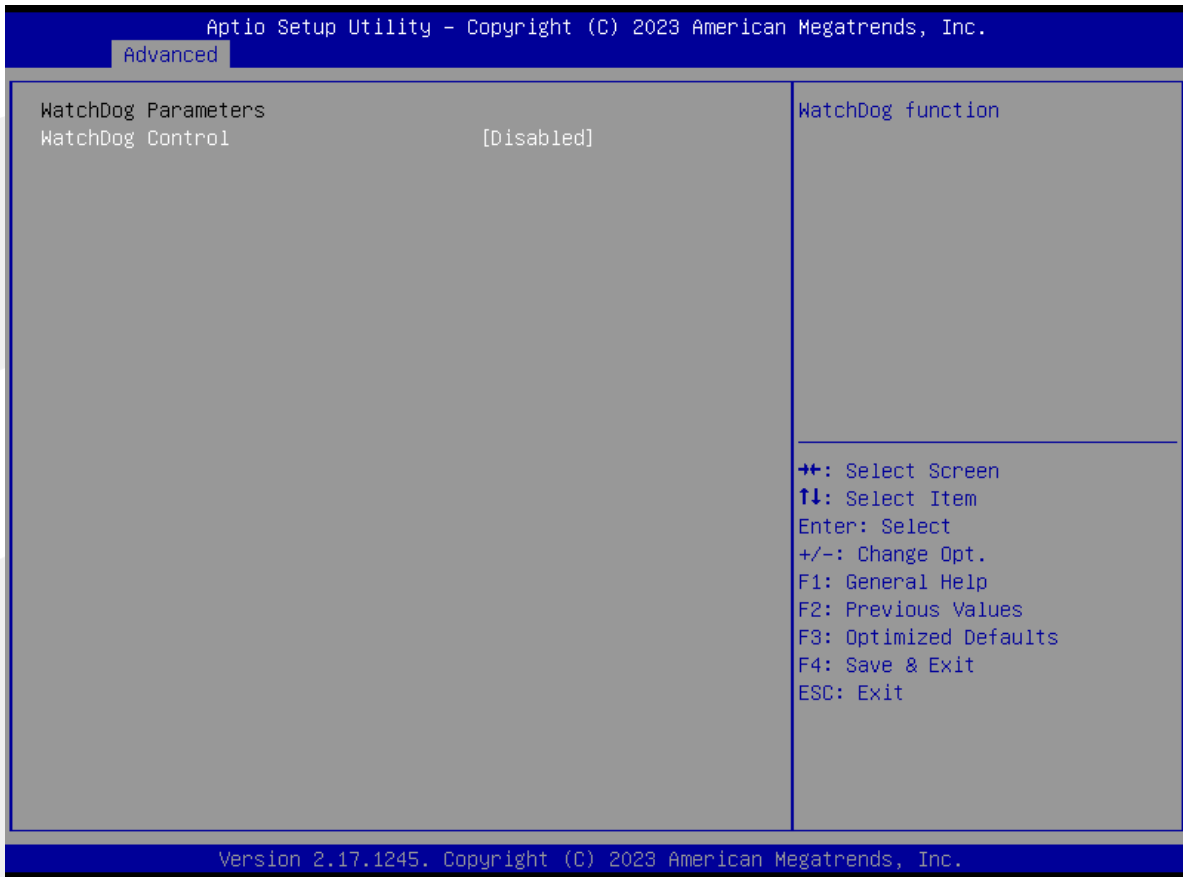 Aptio Setup Utility – Copyright (C) 2023 American Megatrends, Inc.
Advanced
WatchDog Parameters
WatchDog Control [Disabled]
WatchDog function
→←: Select Screen
↑↓: Select Item
Enter: Select
+/-: Change Opt.
F1: General Help
F2: Previous Values
F3: Optimized Defaults
F4: Save & Exit
ESC: Exit
Version 2.17.1245. Copyright (C) 2023 American Megatrends, Inc.